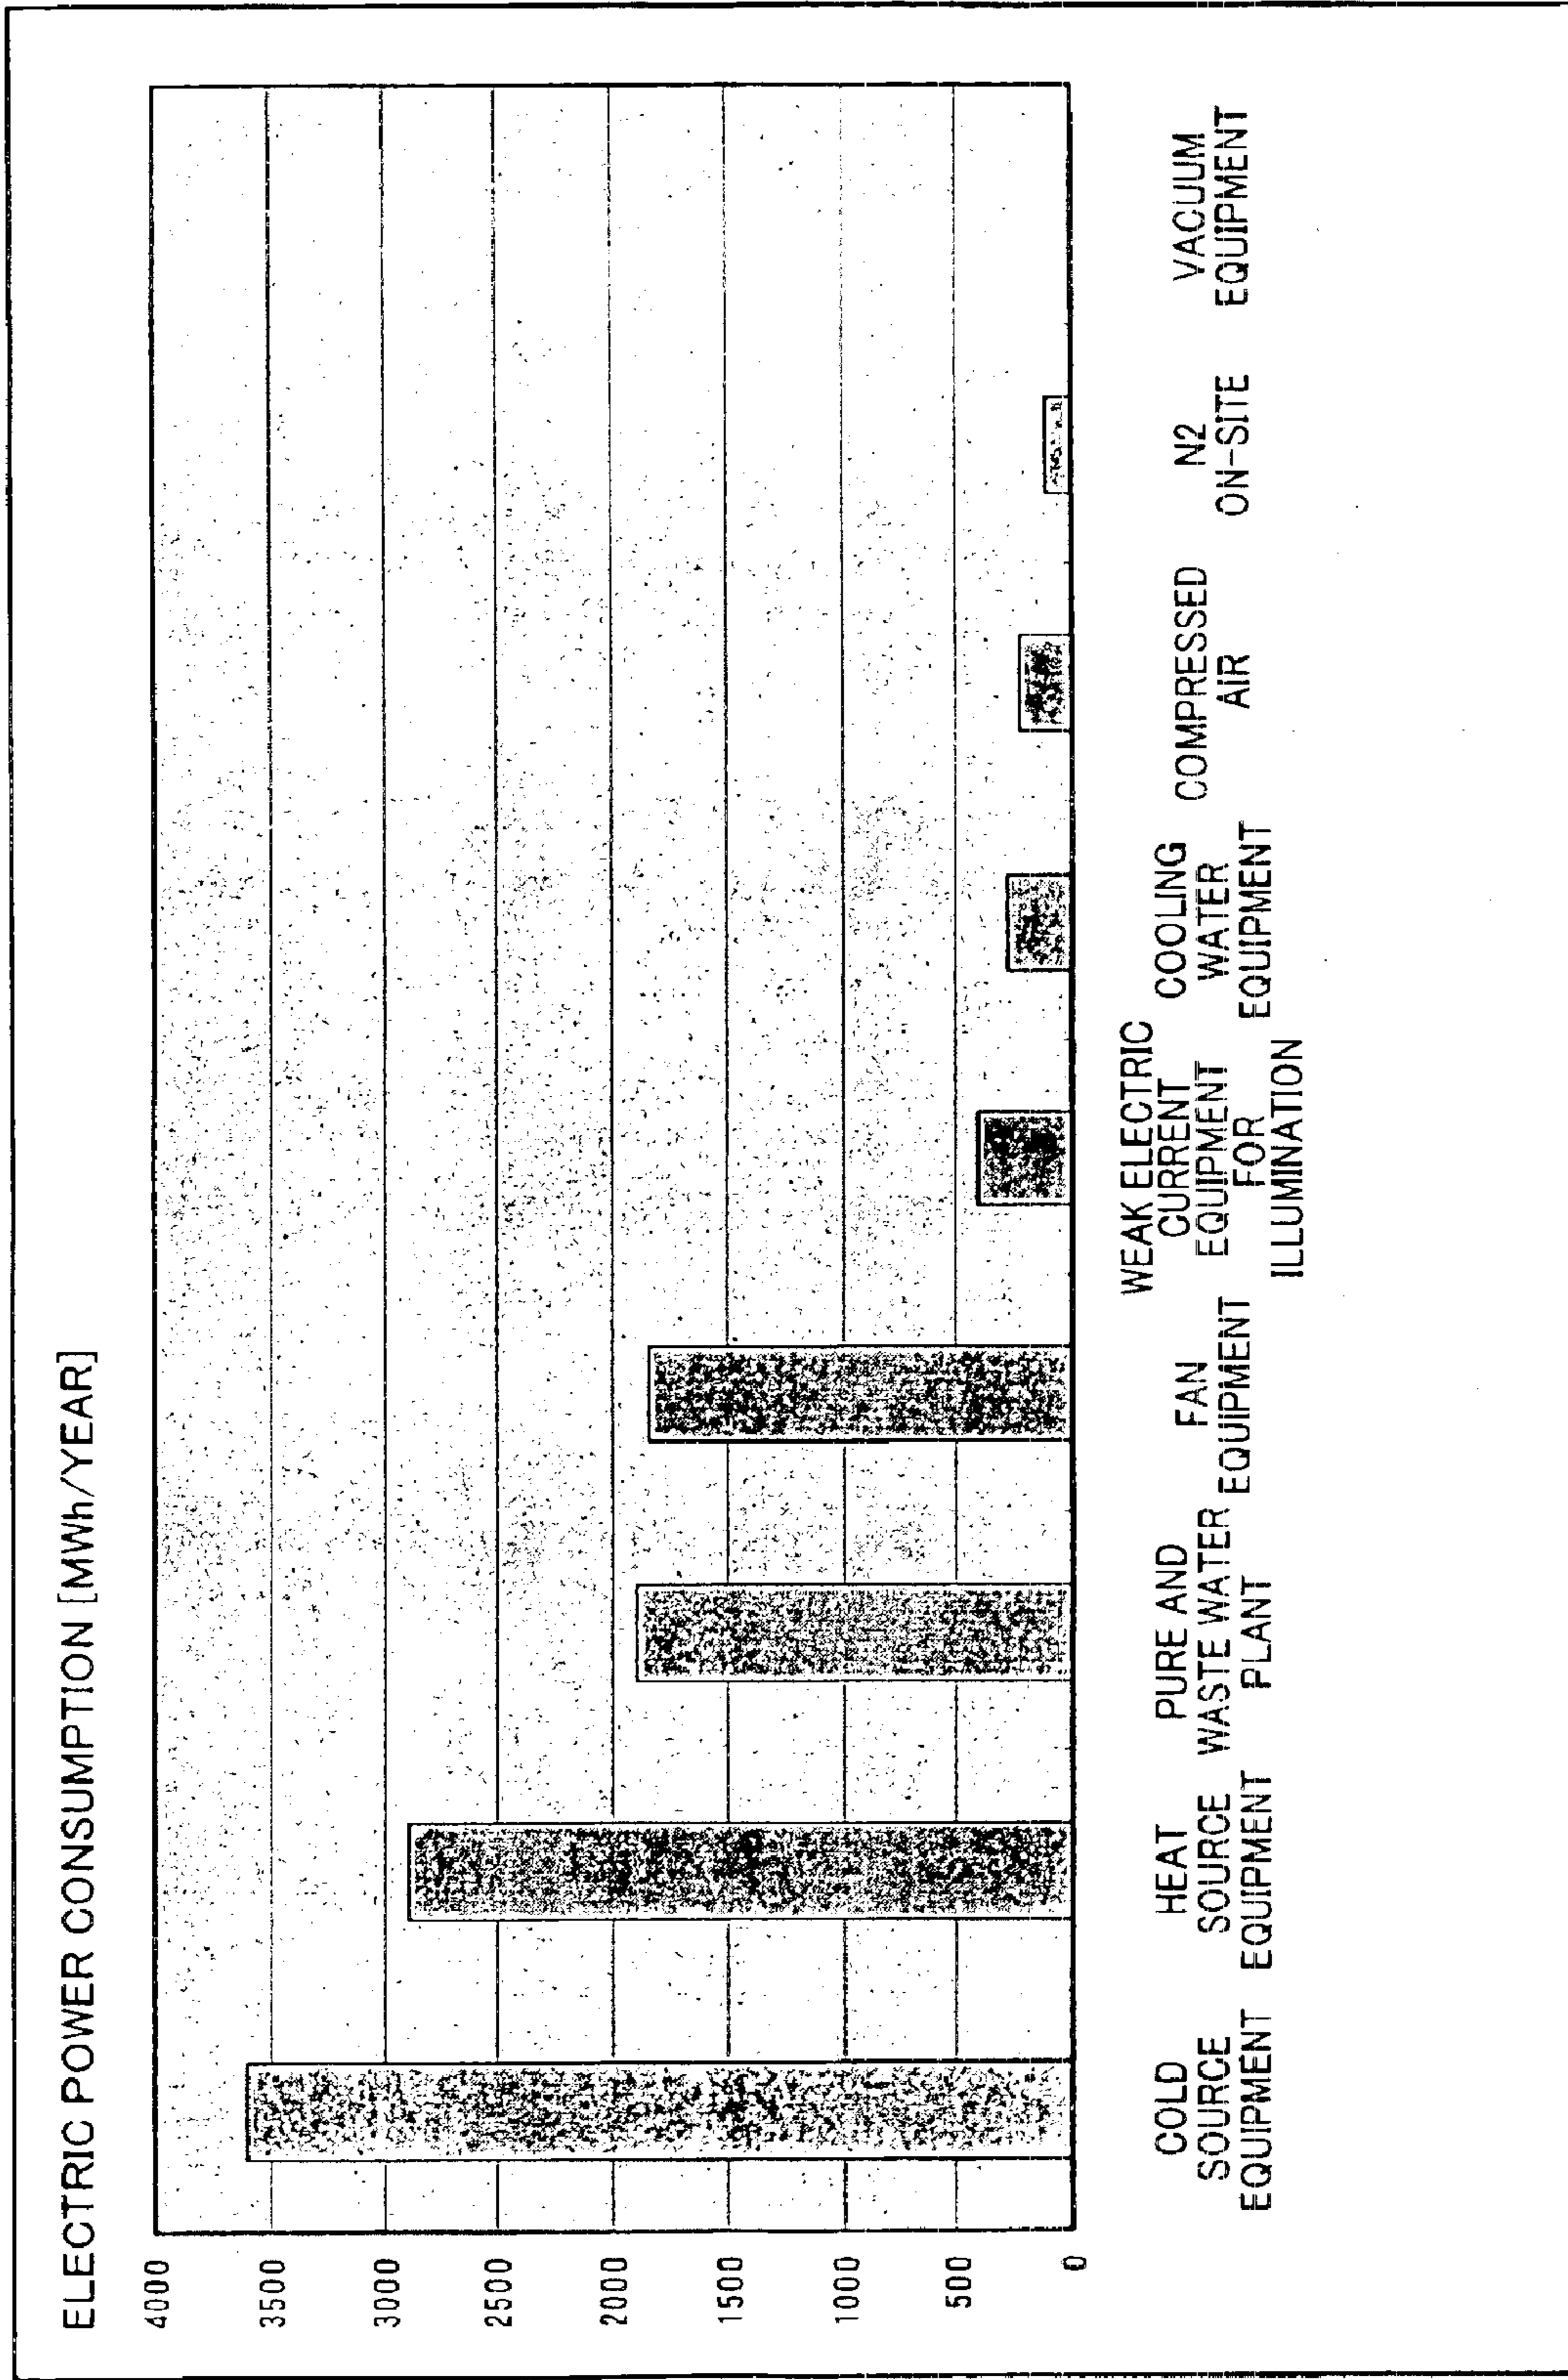 ELECTRIC POWER CONSUMPTION [MWh/YEAR]
4000
3500
3000
2500
2000
1500
1000
500
0
COLD
SOURCE
EQUIPMENT
HEAT
SOURCE
EQUIPMENT
PURE AND
WASTE WATER
PLANT
FAN
EQUIPMENT
WEAK ELECTRIC
CURRENT
EQUIPMENT
FOR
ILLUMINATION
COOLING
WATER
EQUIPMENT
COMPRESSED
AIR
N2
ON-SITE
VACUUM
EQUIPMENT